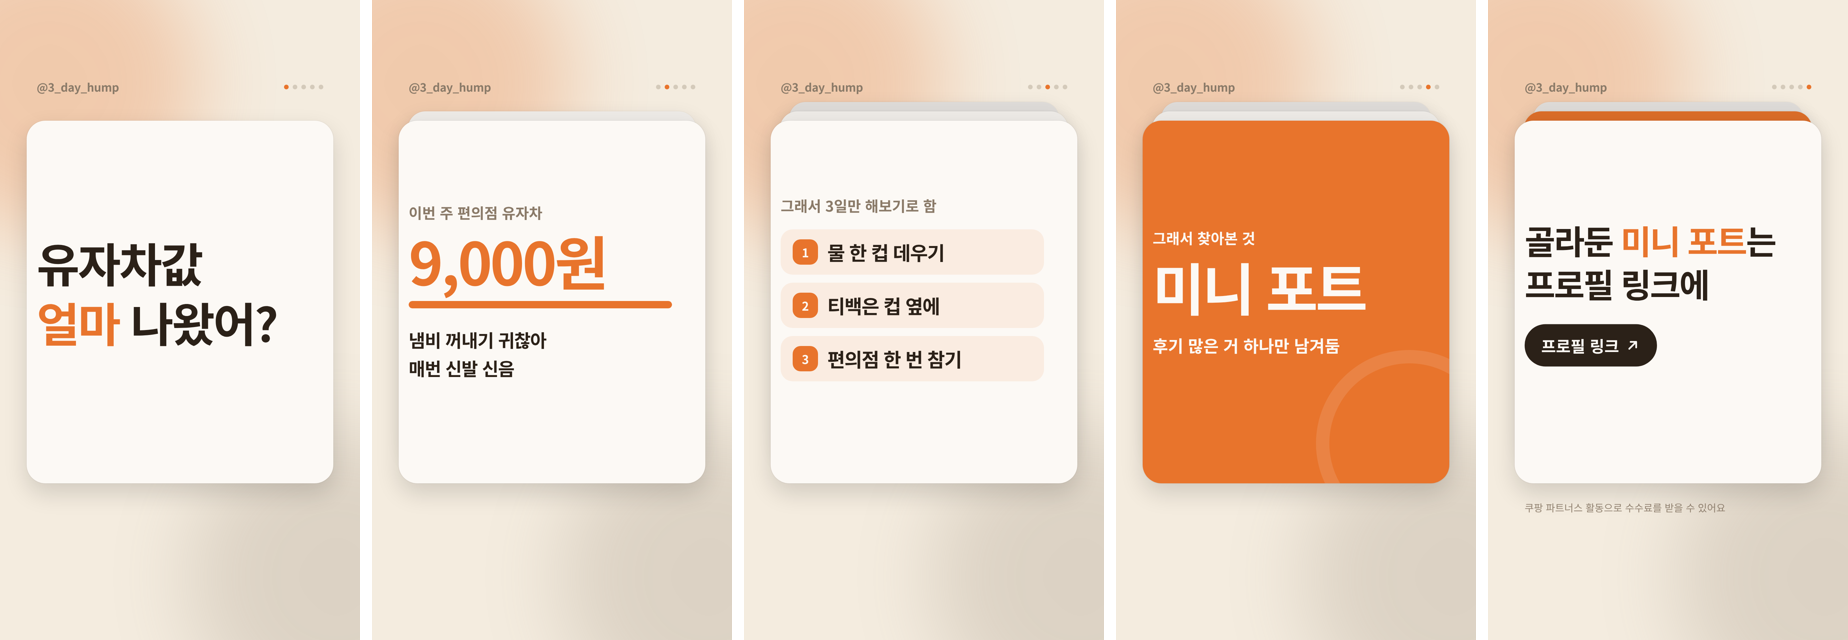 @3_day_hump
유자차값
얼마 나왔어?
@3_day_hump
이번 주 편의점 유자차
9,000원
냄비 꺼내기 귀찮아
매번 신발 신음
@3_day_hump
그래서 3일만 해보기로 함
1 물 한 컵 데우기
2 티백은 컵 옆에
3 편의점 한 번 참기
@3_day_hump
그래서 찾아본 것
미니 포트
후기 많은 거 하나만 남겨둠
@3_day_hump
골라둔 미니 포트는
프로필 링크에
프로필 링크 ↗
쿠팡 파트너스 활동으로 수수료를 받을 수 있어요